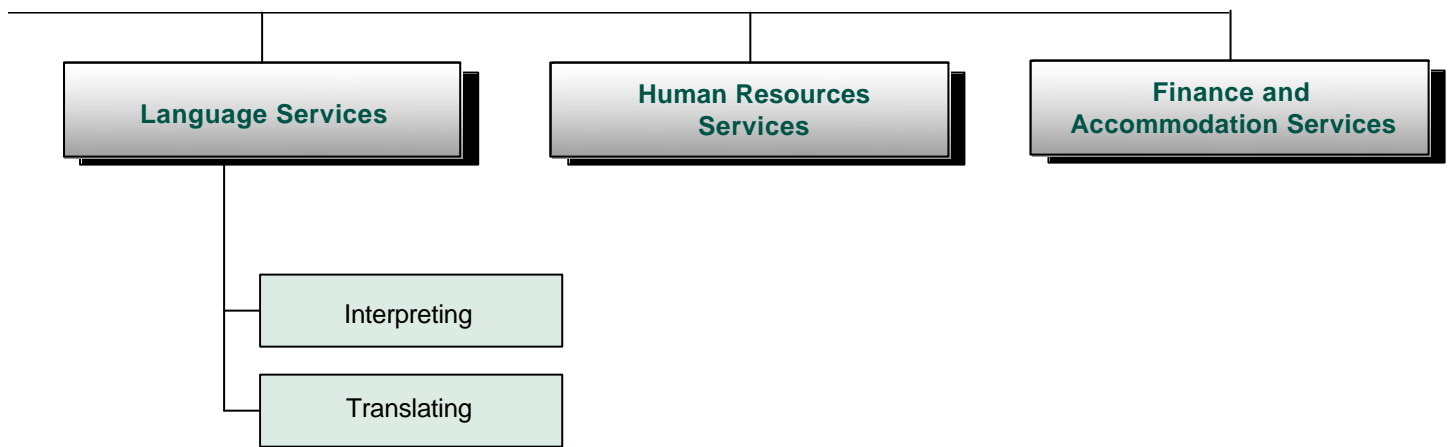 Language Services
Human Resources
Services
Finance and
Accommodation Services
Interpreting
Translating